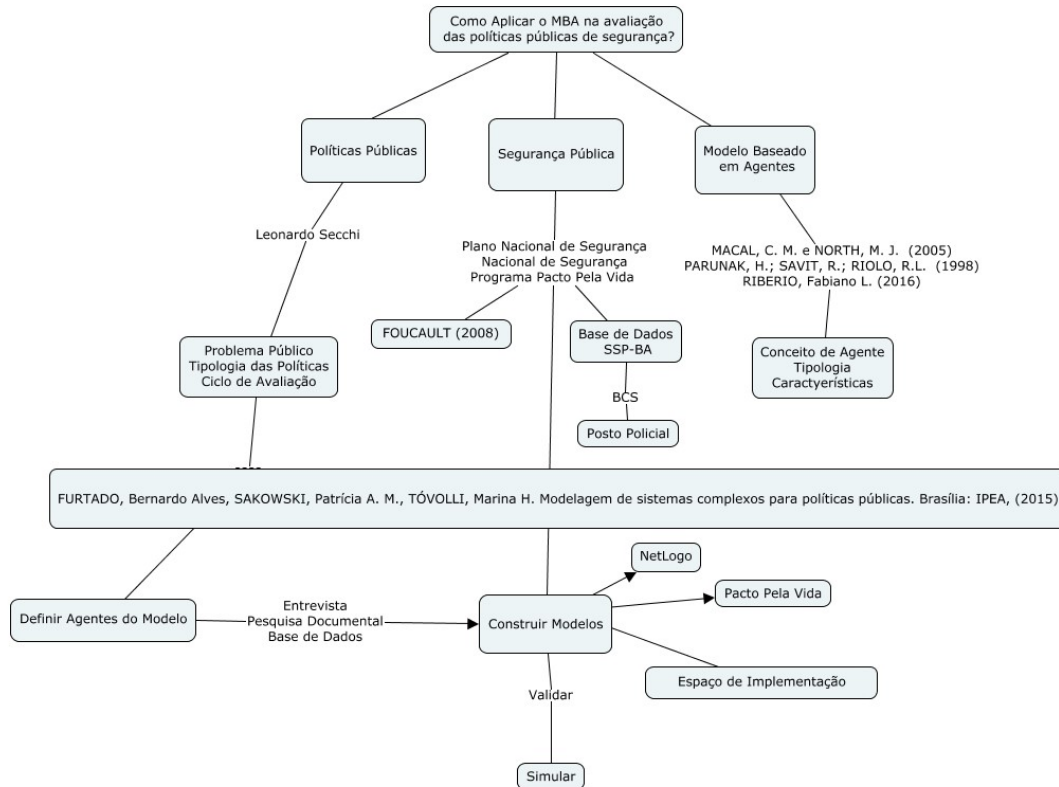 Como Aplicar o MBA na avaliação
das políticas públicas de segurança?
Políticas Públicas
Segurança Pública
Modelo Baseado
em Agentes
Leonardo Secchi
Plano Nacional de Segurança
Nacional de Segurança
Programa Pacto Pela Vida
MACAL, C. M. e NORTH, M. J. (2005)
PARUNAK, H.; SAVIT, R.; RIOLO, R.L. (1998)
RIBERIO, Fabiano L. (2016)
Problema Público
Tipologia das Políticas
Ciclo de Avaliação
FOUCAULT (2008)
Base de Dados
SSP-BA
Conceito de Agente
Tipologia
Caractyerísticas
BCS
Posto Policial
????
FURTADO, Bernardo Alves, SAKOWSKI, Patrícia A. M., TÓVOLLI, Marina H. Modelagem de sistemas complexos para políticas públicas. Brasília: IPEA, (2015)
NetLogo
Pacto Pela Vida
Definir Agentes do Modelo
Entrevista
Pesquisa Documental
Base de Dados
Construir Modelos
Espaço de Implementação
Validar
Simular